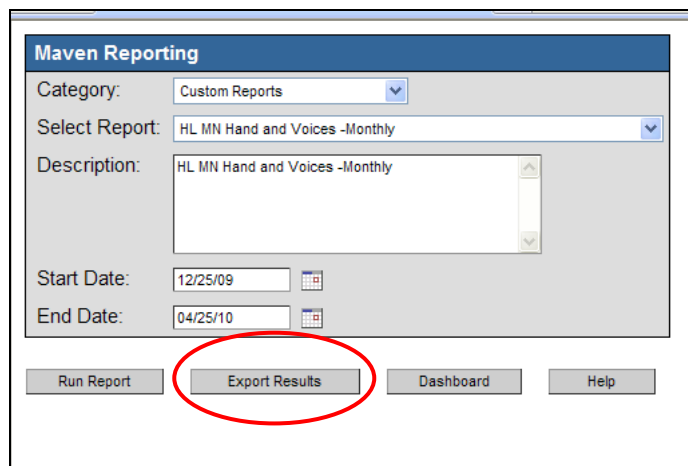 Maven Reporting
Category: Custom Reports
Select Report: HL MN Hand and Voices -Monthly
Description: HL MN Hand and Voices -Monthly
Start Date: 12/25/09
End Date: 04/25/10
Run Report Export Results Dashboard Help